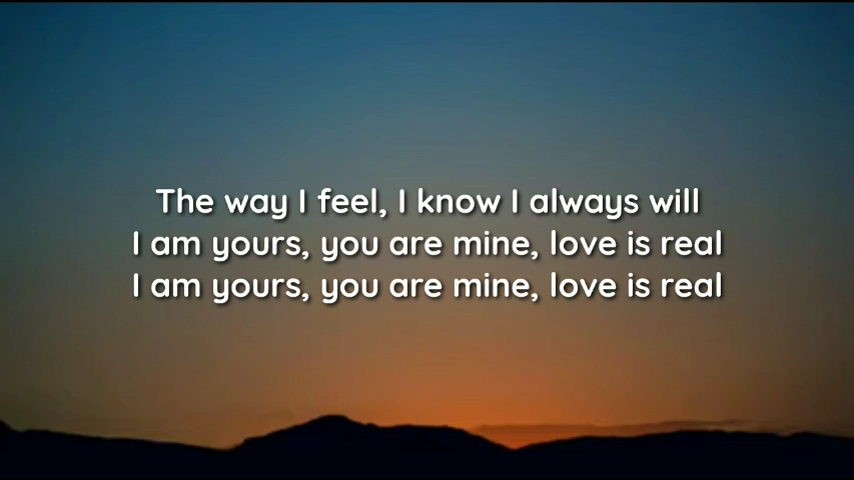 The way I feel, I know I always will
I am yours, you are mine, love is real
I am yours, you are mine, love is real